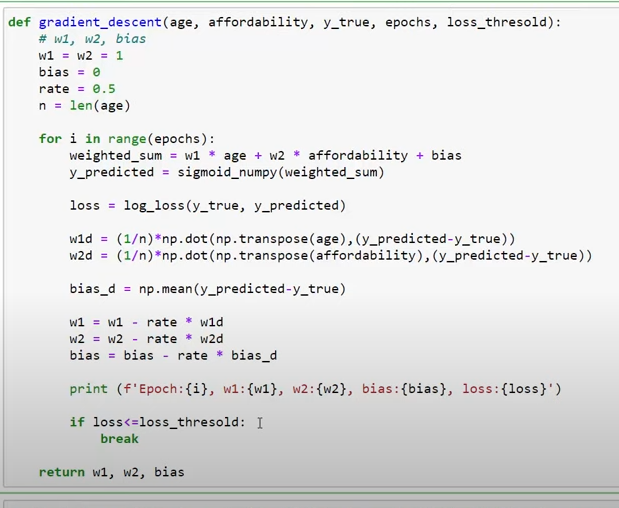 def gradient_descent(age, affordability, y_true, epochs, loss_thresold):
# w1, w2, bias
w1 = w2 = 1
bias = 0
rate = 0.5
n = len(age)
for i in range(epochs):
weighted_sum = w1 * age + w2 * affordability + bias
y_predicted = sigmoid_numpy(weighted_sum)
loss = log_loss(y_true, y_predicted)
w1d = (1/n)*np.dot(np.transpose(age),(y_predicted-y_true))
w2d = (1/n)*np.dot(np.transpose(affordability),(y_predicted-y_true))
bias_d = np.mean(y_predicted-y_true)
w1 = w1 - rate * w1d
w2 = w2 - rate * w2d
bias = bias - rate * bias_d
print (f'Epoch:{i}, w1:{w1}, w2:{w2}, bias:{bias}, loss:{loss}')
if loss<=loss_thresold:
break
return w1, w2, bias